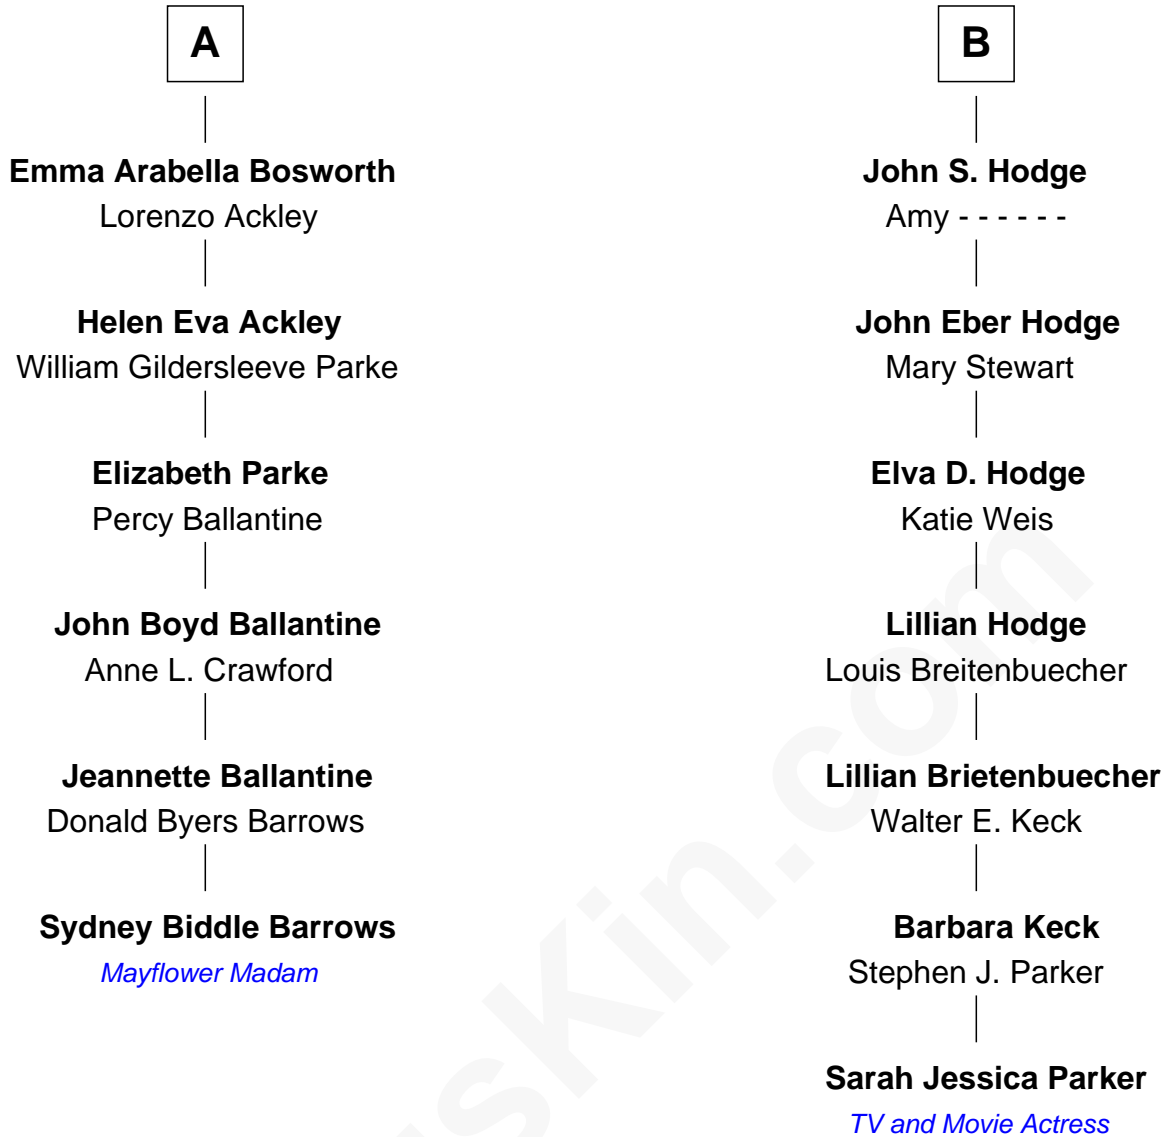 A
Emma Arabella Bosworth
Lorenzo Ackley
Helen Eva Ackley
William Gildersleeve Parke
Elizabeth Parke
Percy Ballantine
John Boyd Ballantine
Anne L. Crawford
Jeannette Ballantine
Donald Byers Barrows
Sydney Biddle Barrows
Mayflower Madam
B
John S. Hodge
Amy - - - - - -
John Eber Hodge
Mary Stewart
Elva D. Hodge
Katie Weis
Lillian Hodge
Louis Breitenbuecher
Lillian Brietenbuecher
Walter E. Keck
Barbara Keck
Stephen J. Parker
Sarah Jessica Parker
TV and Movie Actress